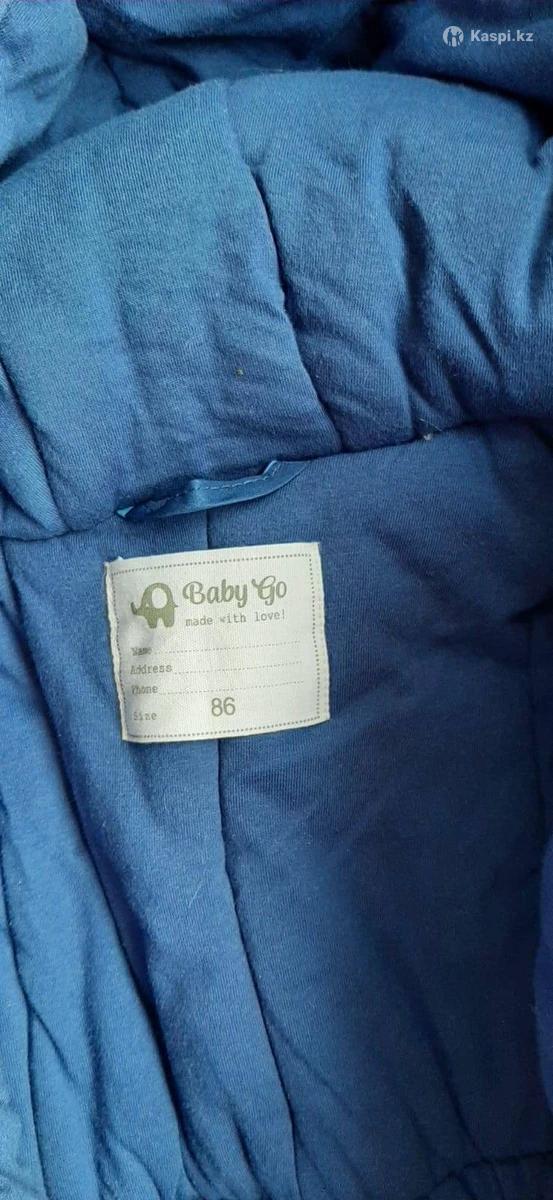 Kaspi.kz
Baby Go
made with love!
Name
Address
Phone
Size 86